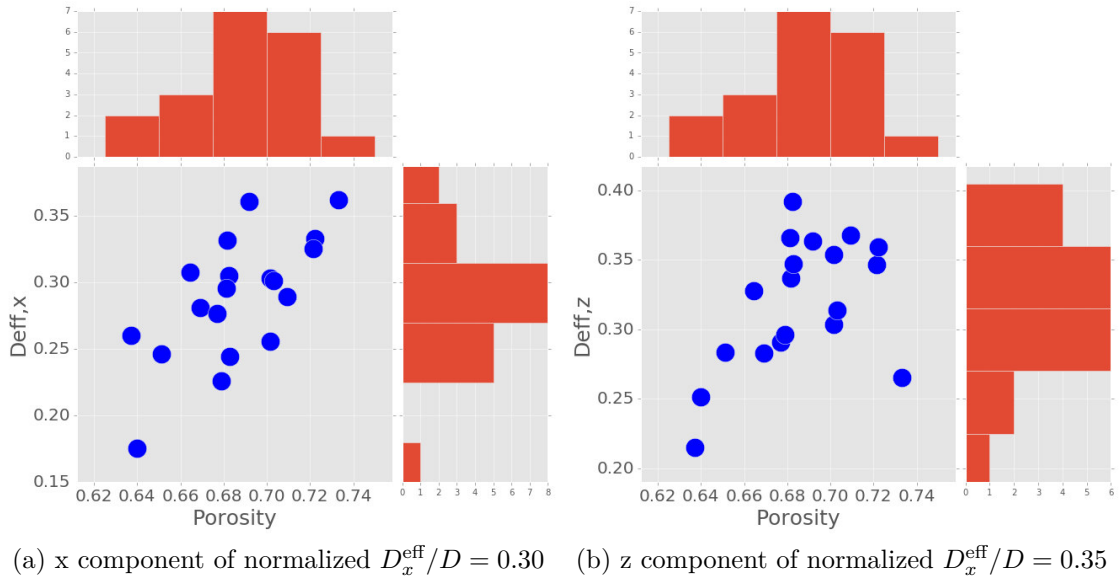 7
6
5
4
3
2
1
0
0.35
0.30
0.25
0.20
0.15
Deff,x
0.62 0.64 0.66 0.68 0.70 0.72 0.74
Porosity
0 1 2 3 4 5 6 7 8
7
6
5
4
3
2
1
0
0.40
0.35
0.30
0.25
0.20
Deff,z
0.62 0.64 0.66 0.68 0.70 0.72 0.74
Porosity
0 1 2 3 4 5 6
(a) x component of normalized D_x^eff/D = 0.30
(b) z component of normalized D_x^eff/D = 0.35